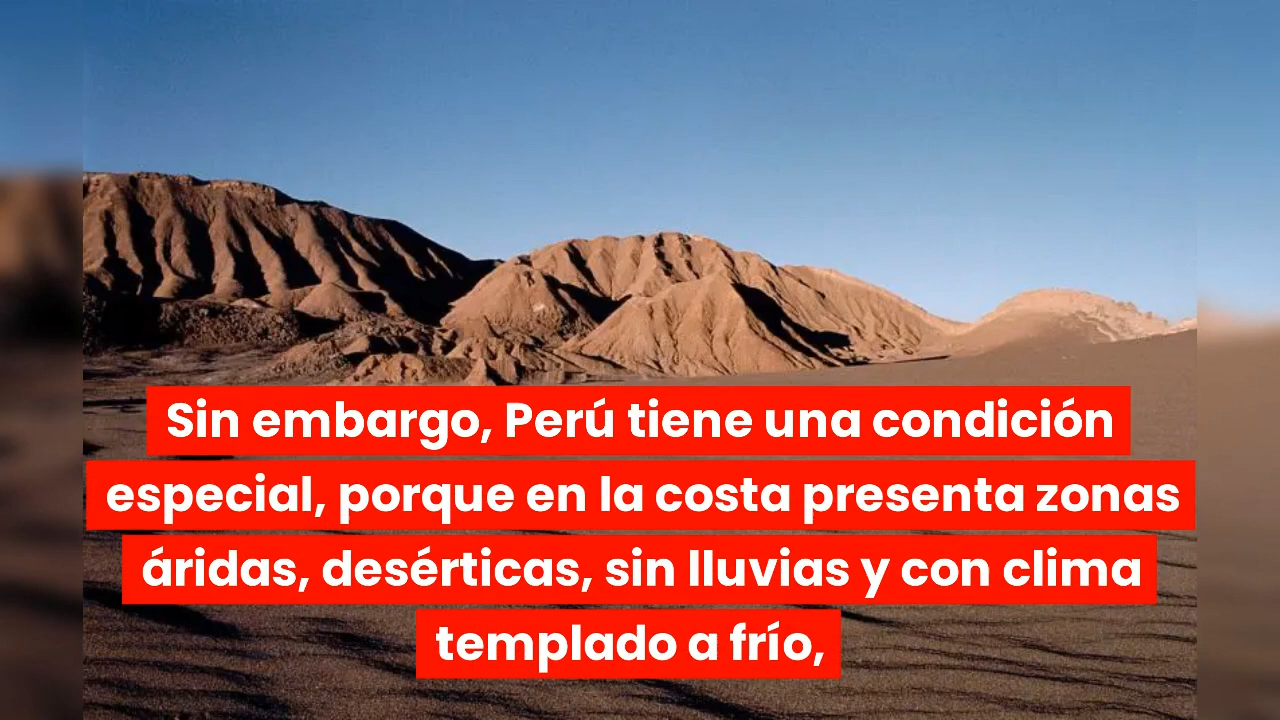 Sin embargo, Perú tiene una condición
especial, porque en la costa presenta zonas
áridas, desérticas, sin lluvias y con clima
templado a frío,